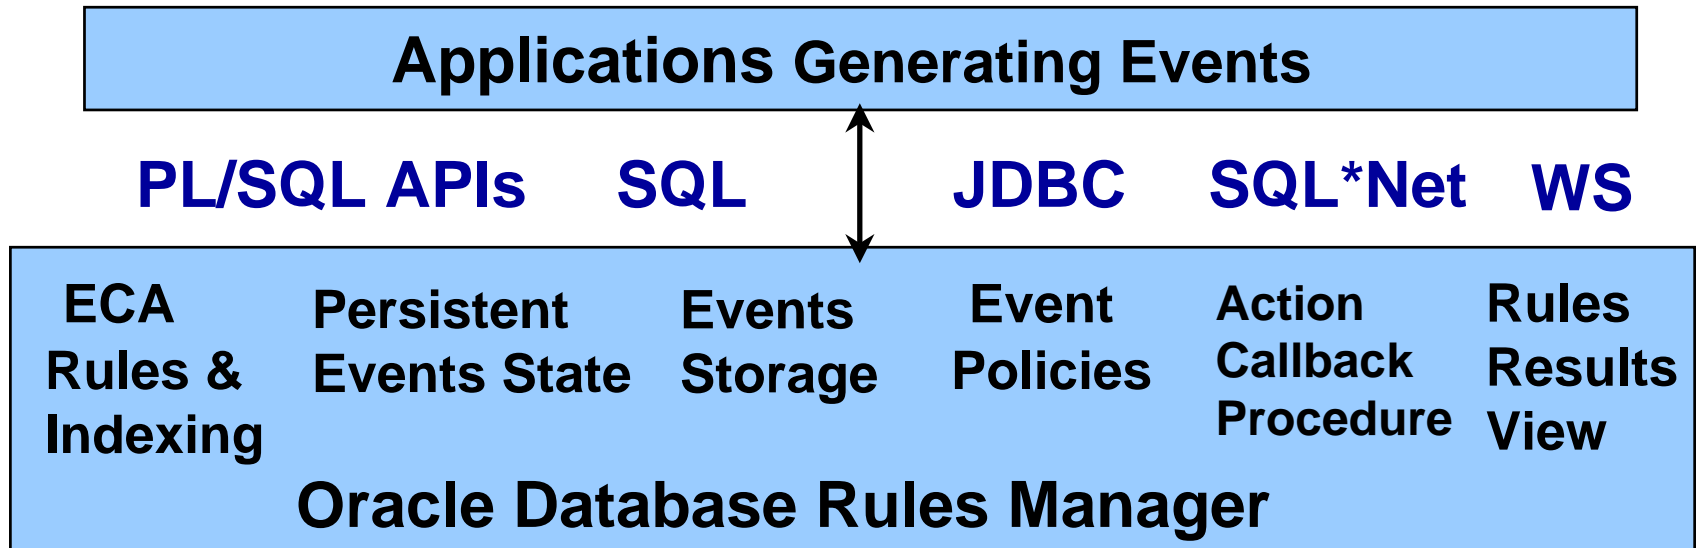 Applications Generating Events
PL/SQL APIs SQL JDBC SQL*Net WS
ECA
Rules &
Indexing
Persistent
Events State
Events
Storage
Event
Policies
Action
Callback
Procedure
Rules
Results
View
Oracle Database Rules Manager